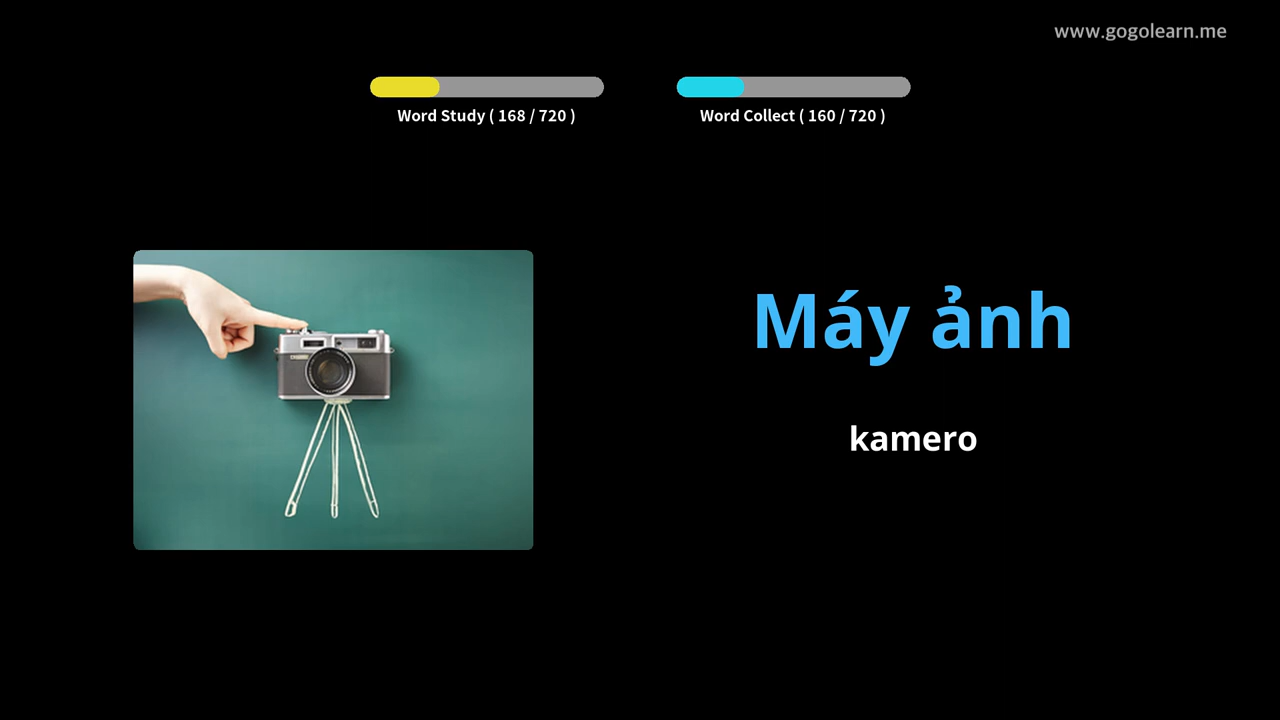 www.gogolearn.me
Word Study ( 168 / 720 )
Word Collect ( 160 / 720 )
Máy ảnh
kamero